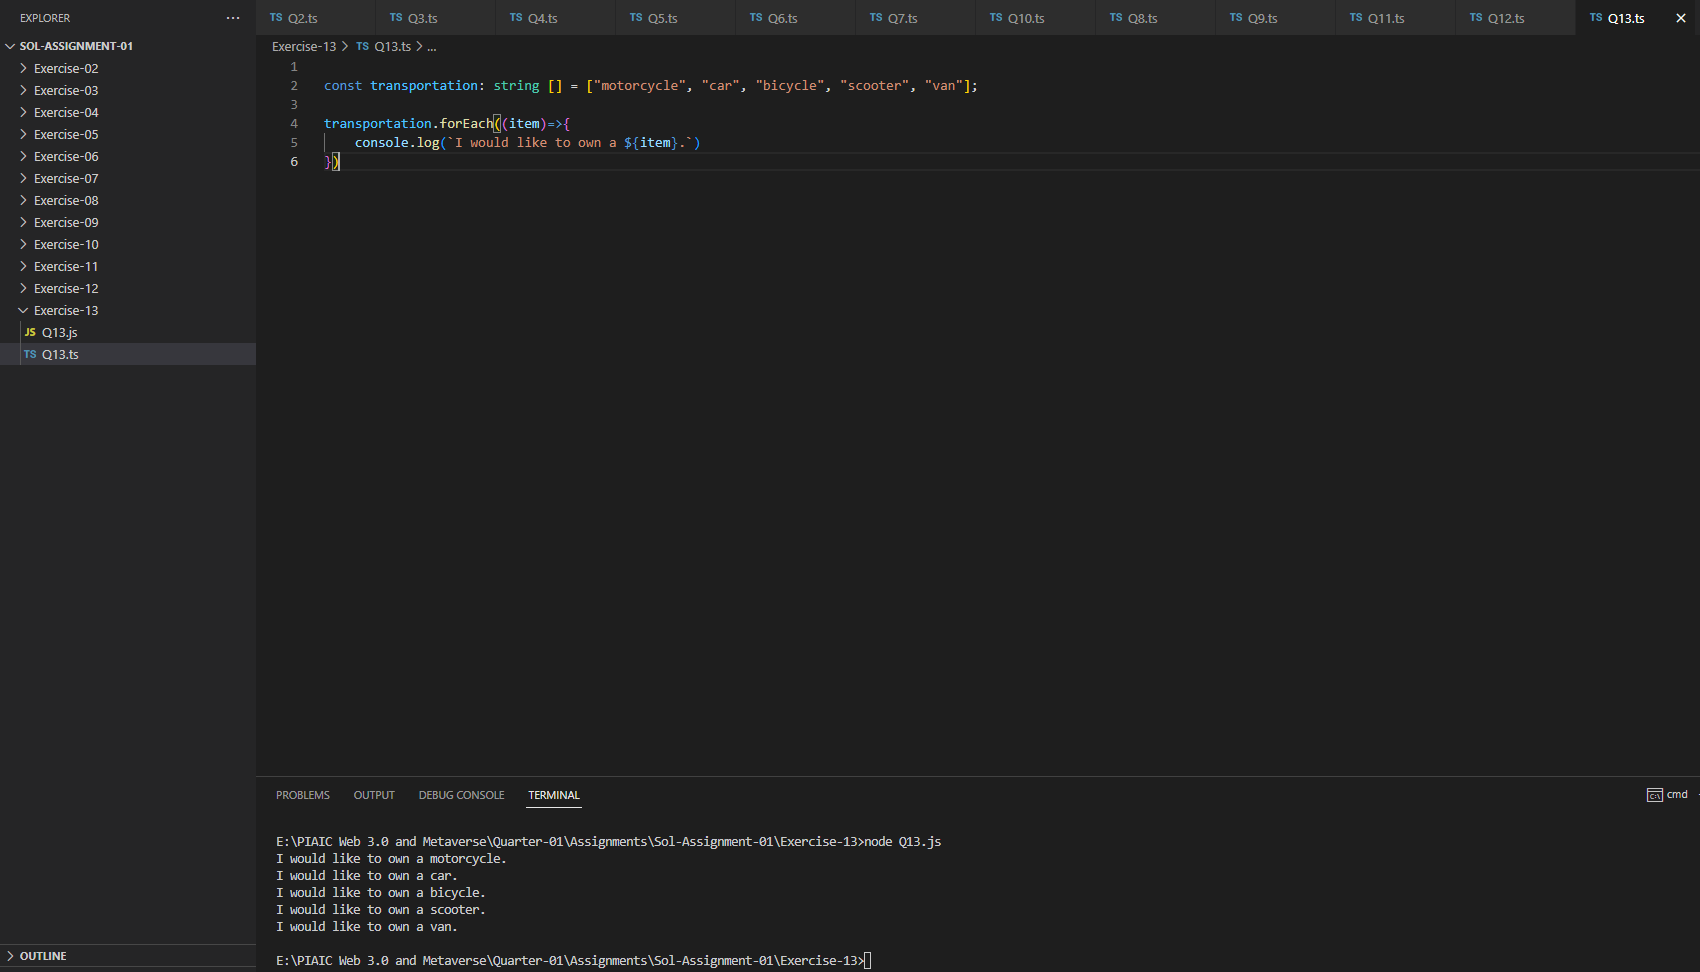 EXPLORER
SOL-ASSIGNMENT-01
Exercise-02
Exercise-03
Exercise-04
Exercise-05
Exercise-06
Exercise-07
Exercise-08
Exercise-09
Exercise-10
Exercise-11
Exercise-12
Exercise-13
JS Q13.js
TS Q13.ts
OUTLINE
TS Q2.ts TS Q3.ts TS Q4.ts TS Q5.ts TS Q6.ts TS Q7.ts TS Q10.ts TS Q8.ts TS Q9.ts TS Q11.ts TS Q12.ts TS Q13.ts
Exercise-13 > TS Q13.ts > ...
1
2 const transportation: string [] = ["motorcycle", "car", "bicycle", "scooter", "van"];
3
4 transportation.forEach((item)=>{
5 console.log(`I would like to own a ${item}.`)
6 })
PROBLEMS OUTPUT DEBUG CONSOLE TERMINAL
cmd
E:\PIAIC Web 3.0 and Metaverse\Quarter-01\Assignments\Sol-Assignment-01\Exercise-13>node Q13.js
I would like to own a motorcycle.
I would like to own a car.
I would like to own a bicycle.
I would like to own a scooter.
I would like to own a van.
E:\PIAIC Web 3.0 and Metaverse\Quarter-01\Assignments\Sol-Assignment-01\Exercise-13>